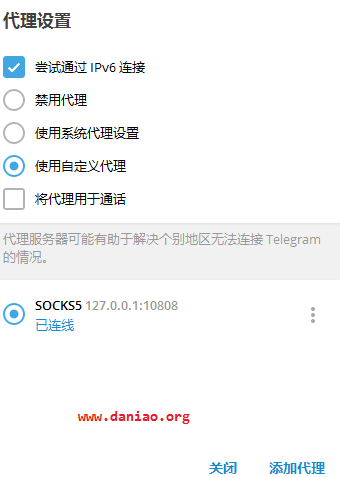 代理设置
尝试通过 IPv6 连接
禁用代理
使用系统代理设置
使用自定义代理
将代理用于通话
代理服务器可能有助于解决个别地区无法连接 Telegram
的情况。
SOCKS5 127.0.0.1:10808
已连线
www.daniao.org
关闭 添加代理